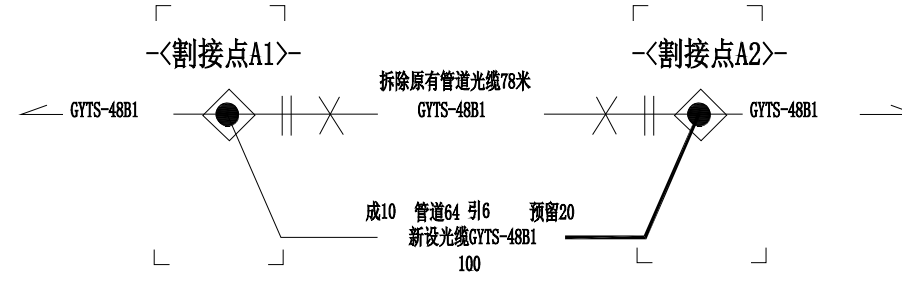 -<割接点A1>-
-<割接点A2>-
拆除原有管道光缆78米
GYTS-48B1
GYTS-48B1
GYTS-48B1
成10 管道64 引6 预留20
新设光缆GYTS-48B1
100